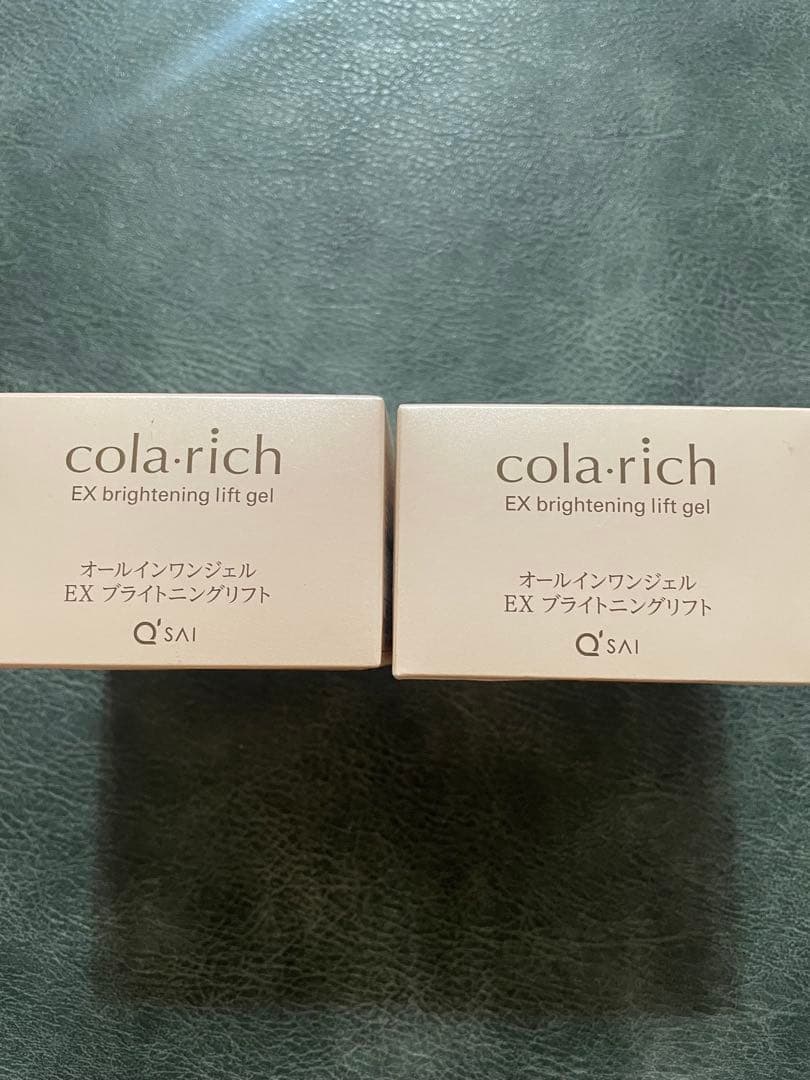 cola·rich
EX brightening lift gel
オールインワンジェル
EX ブライトニングリフト
Q'SAI
cola·rich
EX brightening lift gel
オールインワンジェル
EX ブライトニングリフト
Q'SAI